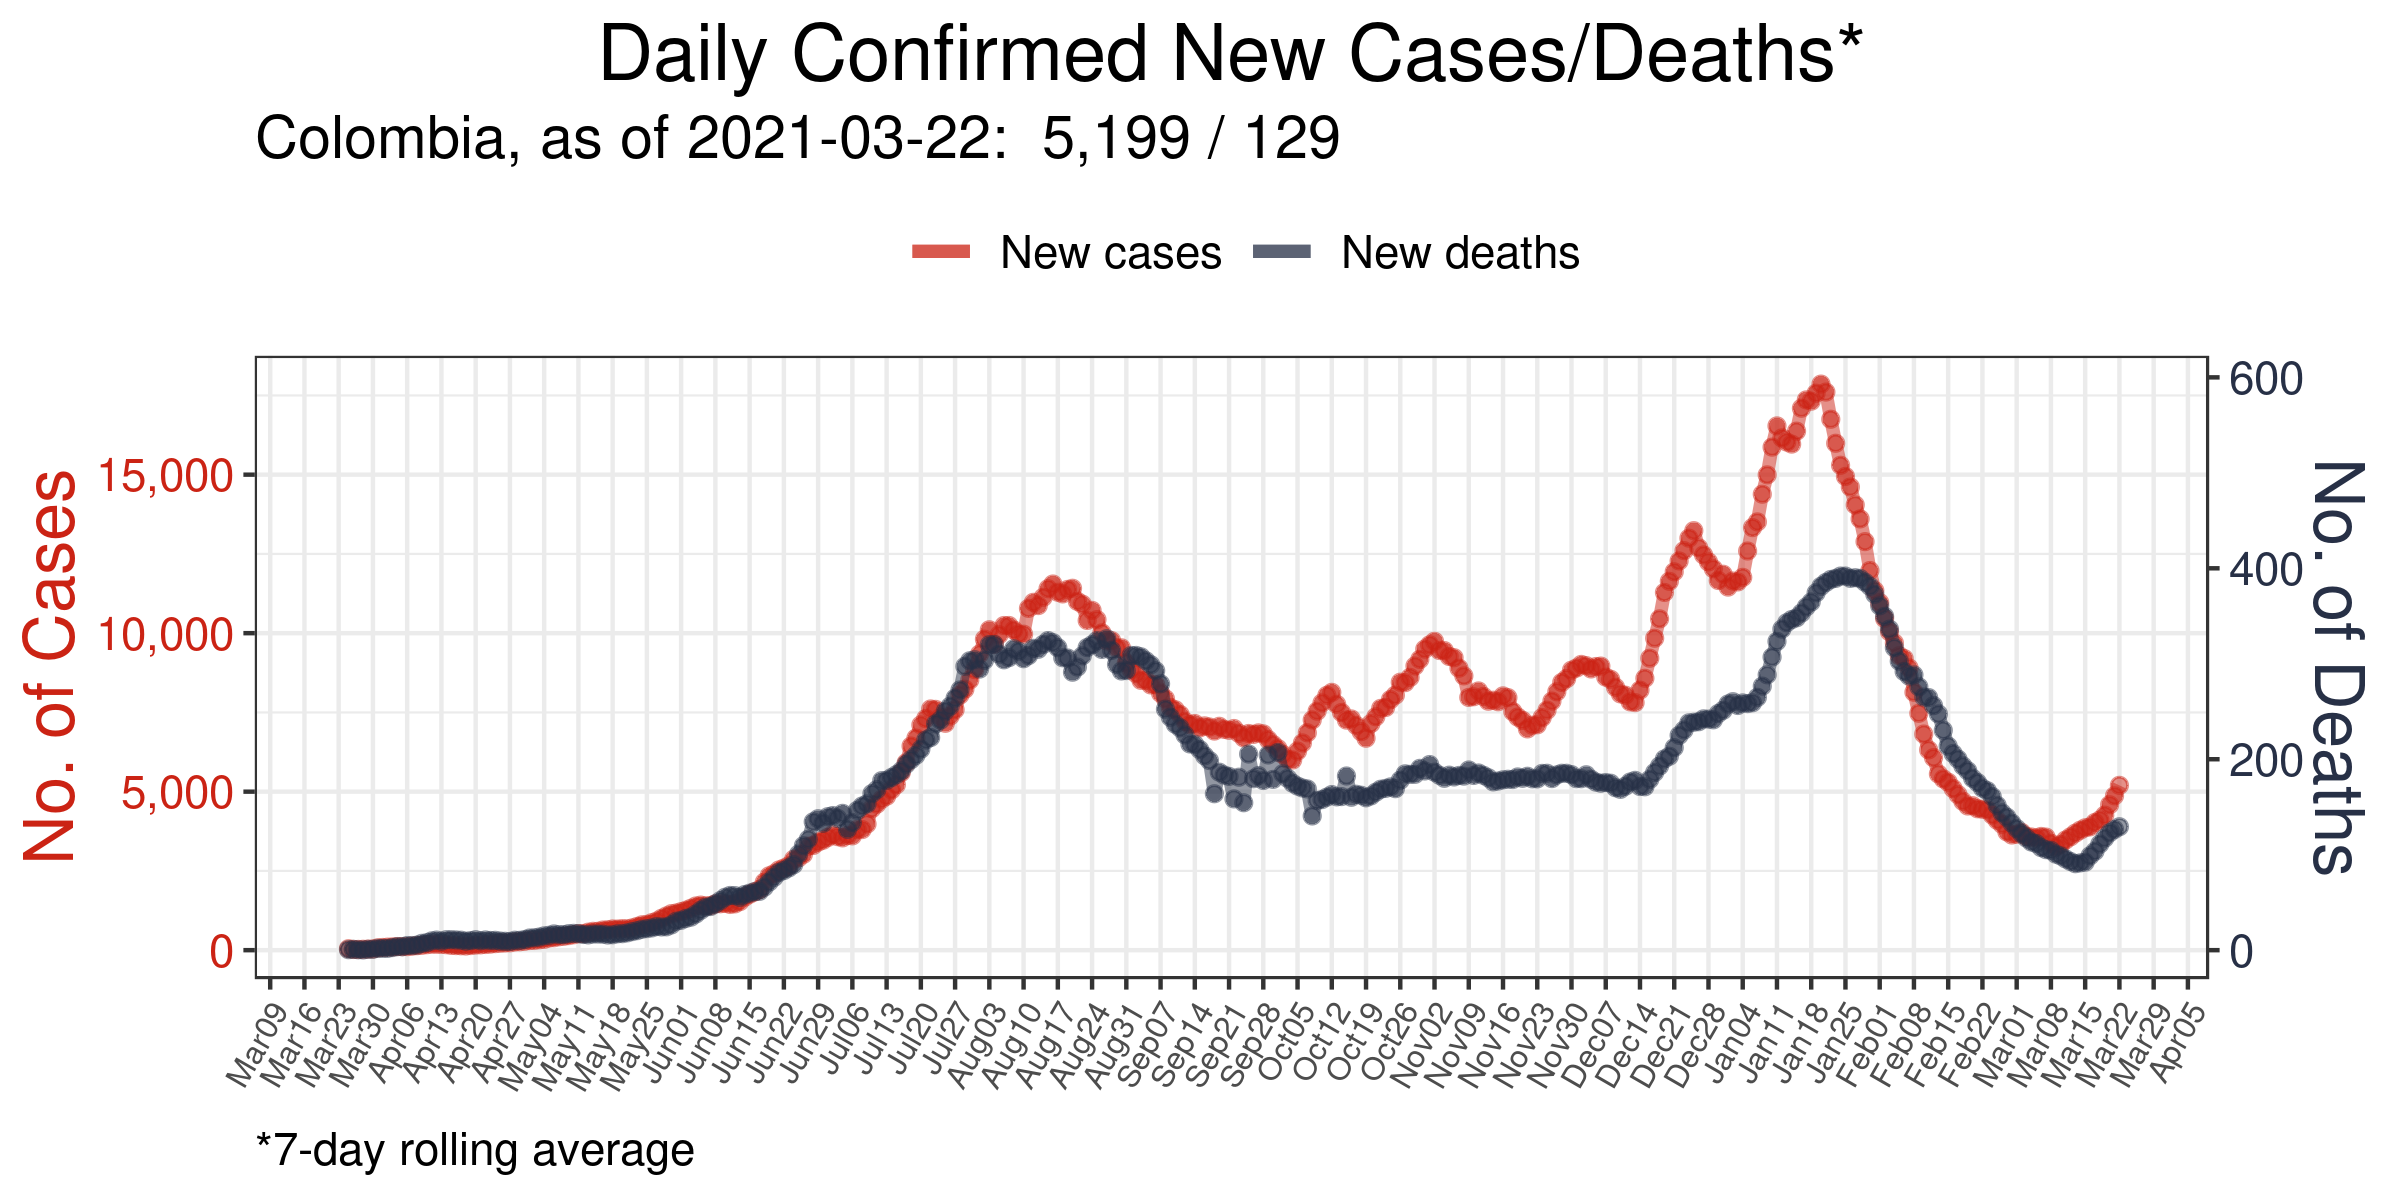 Daily Confirmed New Cases/Deaths*
Colombia, as of 2021-03-22:  5,199 / 129
New cases New deaths
No. of Cases
15,000
10,000
5,000
0
600
400
200
0
No. of Deaths
Mar09 Mar16 Mar23 Mar30 Apr06 Apr13 Apr20 Apr27 May04 May11 May18 May25 Jun01 Jun08 Jun15 Jun22 Jun29 Jul06 Jul13 Jul20 Jul27 Aug03 Aug10 Aug17 Aug24 Aug31 Sep07 Sep14 Sep21 Sep28 Oct05 Oct12 Oct19 Oct26 Nov02 Nov09 Nov16 Nov23 Nov30 Dec07 Dec14 Dec21 Dec28 Jan04 Jan11 Jan18 Jan25 Feb01 Feb08 Feb15 Feb22 Mar01 Mar08 Mar15 Mar22 Mar29 Apr05
*7-day rolling average